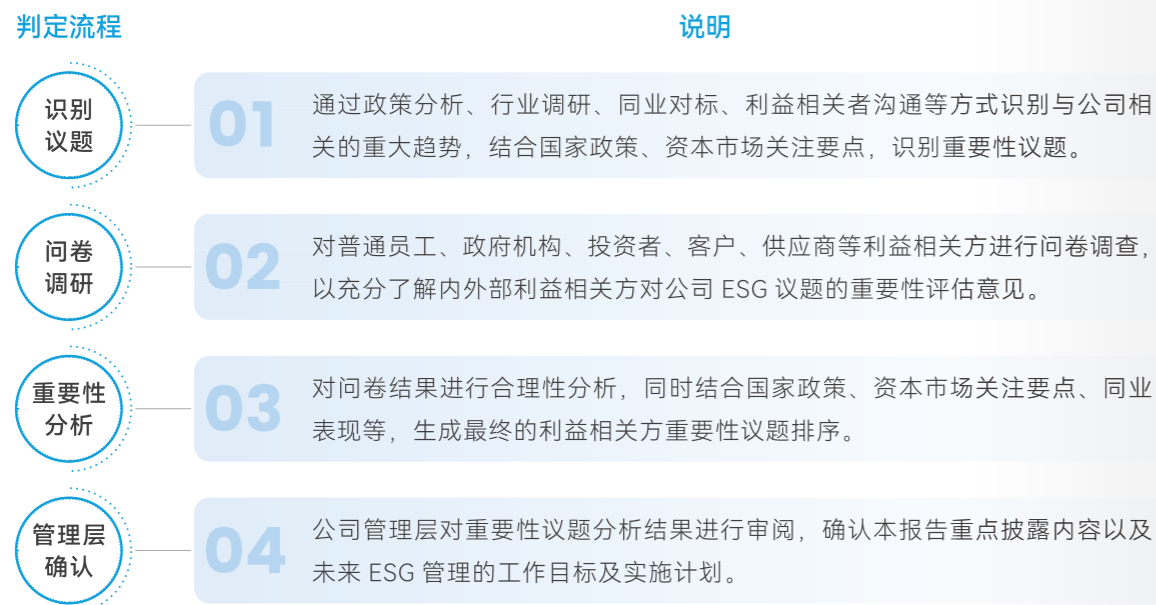 判定流程
说明
识别
议题
01
通过政策分析、行业调研、同业对标、利益相关者沟通等方式识别与公司相
关的重大趋势，结合国家政策、资本市场关注要点，识别重要性议题。
问卷
调研
02
对普通员工、政府机构、投资者、客户、供应商等利益相关方进行问卷调查，
以充分了解内外部利益相关方对公司 ESG 议题的重要性评估意见。
重要性
分析
03
对问卷结果进行合理性分析，同时结合国家政策、资本市场关注要点、同业
表现等，生成最终的利益相关方重要性议题排序。
管理层
确认
04
公司管理层对重要性议题分析结果进行审阅，确认本报告重点披露内容以及
未来 ESG 管理的工作目标及实施计划。